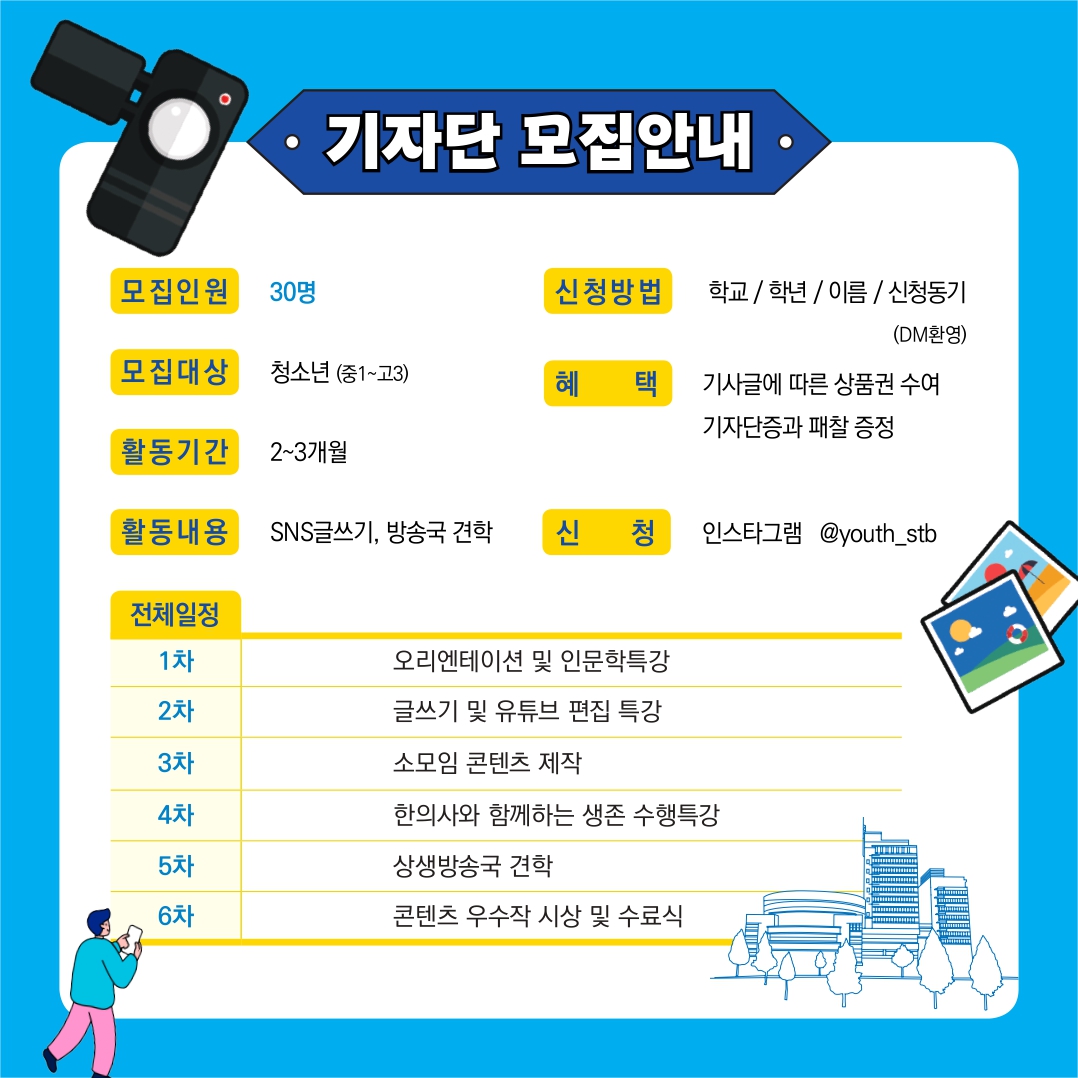 기자단 모집안내
모집인원 30명
모집대상 청소년 (중1~고3)
활동기간 2~3개월
활동내용 SNS글쓰기, 방송국 견학
신청방법 학교 / 학년 / 이름 / 신청동기
(DM환영)
혜 택 기사글에 따른 상품권 수여
기자단증과 패찰 증정
신 청 인스타그램 @youth_stb
전체일정
1차 오리엔테이션 및 인문학특강
2차 글쓰기 및 유튜브 편집 특강
3차 소모임 콘텐츠 제작
4차 한의사와 함께하는 생존 수행특강
5차 상생방송국 견학
6차 콘텐츠 우수작 시상 및 수료식